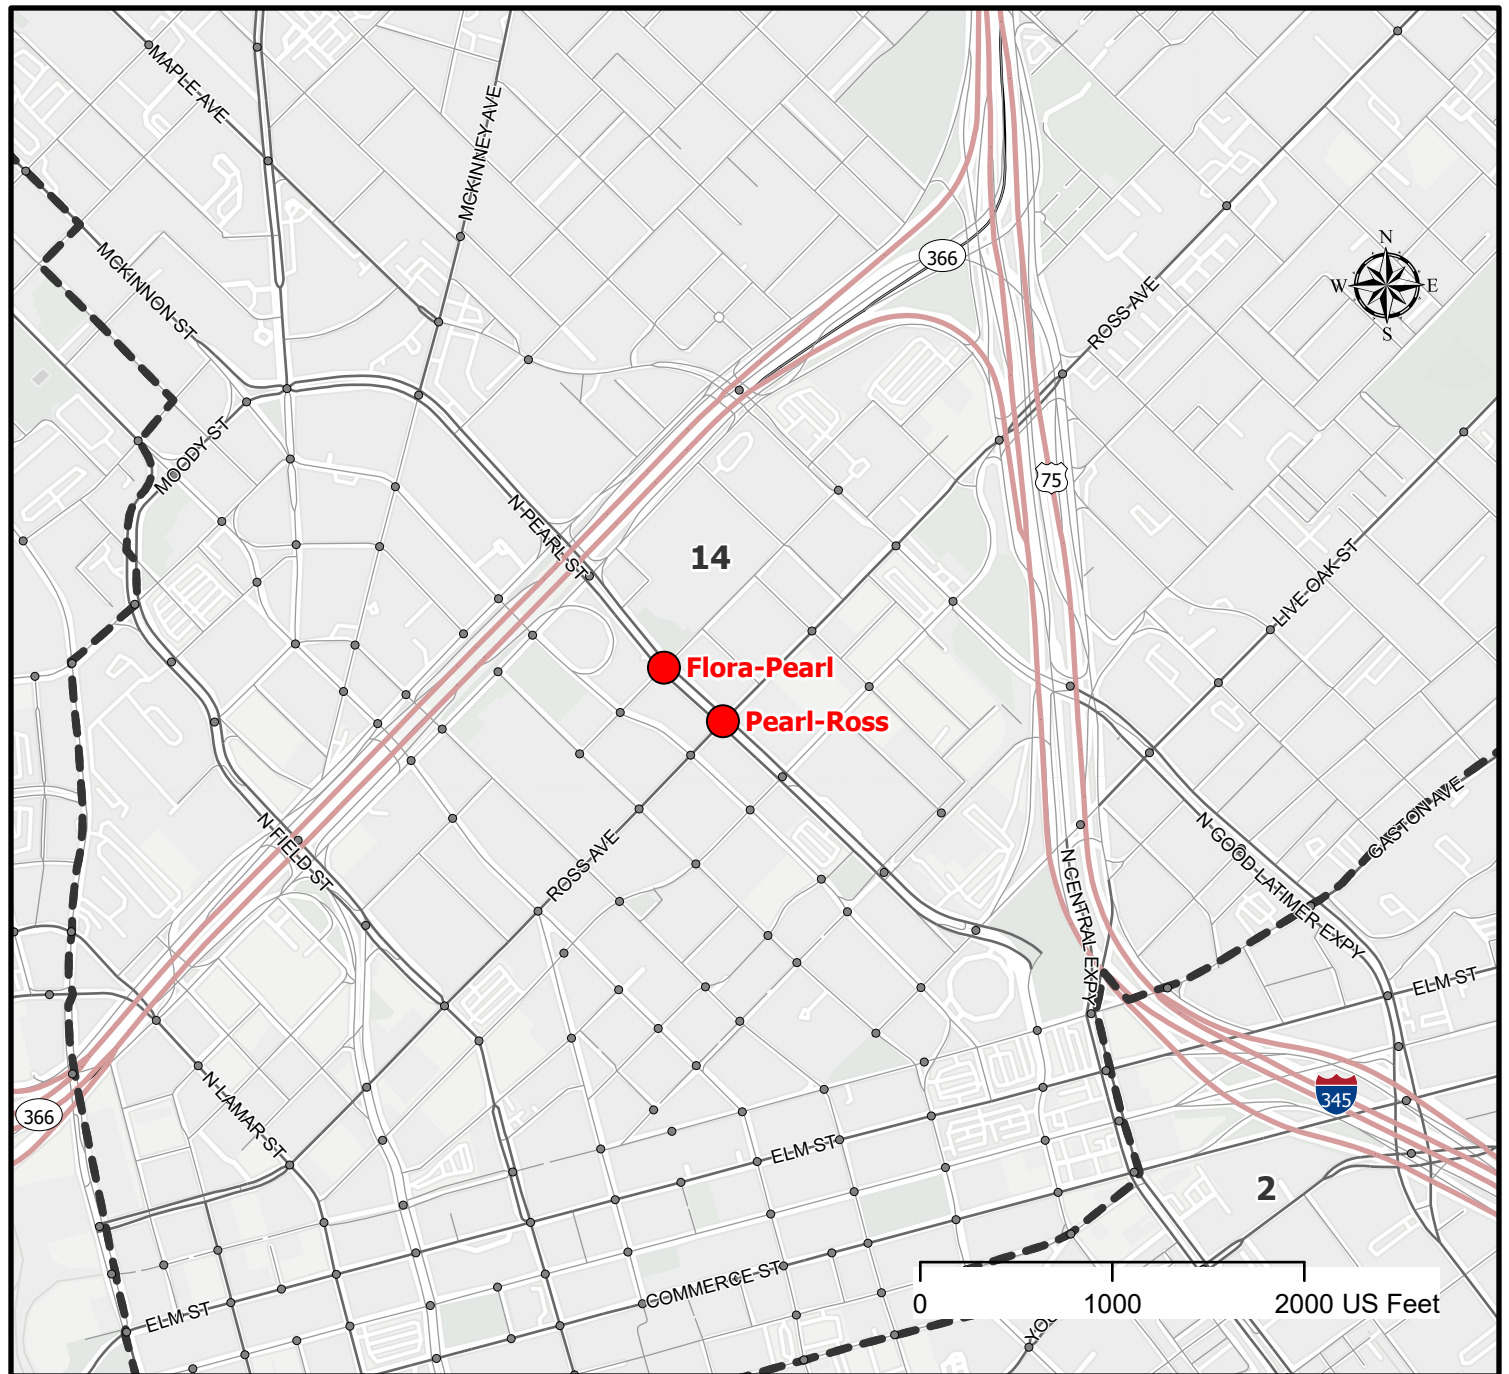 MAPLE AVE
MCKINNEY AVE
MCKINNON ST
366
N
W
E
S
ROSS AVE
MOODY ST
75
N PEARL ST
14
LIVE OAK ST
Flora-Pearl
Pearl-Ross
N FIELD ST
ROSS AVE
N CENTRAL EXPY
N GOOD LATIMER EXPY
GASTON AVE
ELM ST
366
N LAMAR ST
345
ELM ST
2
COMMERCE ST
ELM ST
0
1000
2000 US Feet